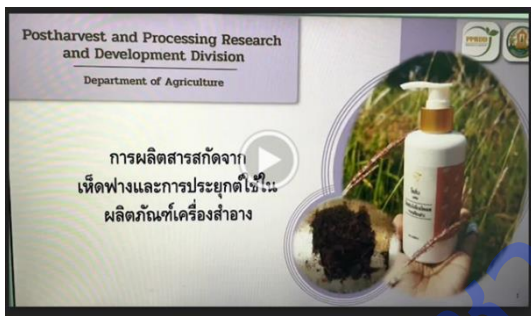 Postharvest and Processing Research
and Development Division
Department of Agriculture
การผลิตสารสกัดจาก
เห็ดฟางและการประยุกต์ใช้ใน
ผลิตภัณฑ์เครื่องสำอาง